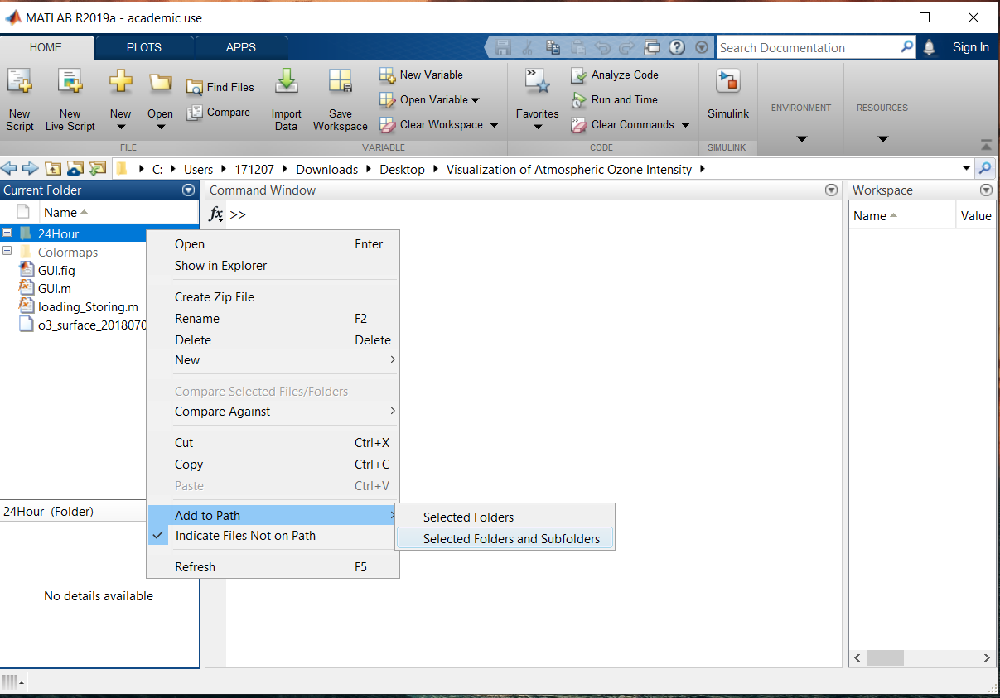 MATLAB R2019a - academic use
HOME PLOTS APPS
Search Documentation
Sign In
New Script
New Live Script
New
Open
Find Files
Compare
FILE
Import Data
Save Workspace
New Variable
Open Variable
Clear Workspace
VARIABLE
Favorites
Analyze Code
Run and Time
Clear Commands
CODE
Simulink
SIMULINK
ENVIRONMENT
RESOURCES
C: Users 171207 Downloads Desktop Visualization of Atmospheric Ozone Intensity
Current Folder
Name
24Hour
Colormaps
GUI.fig
GUI.m
loading_Storing.m
o3_surface_2018070
24Hour (Folder)
No details available
Command Window
fx >>
Open Enter
Show in Explorer
Create Zip File
Rename F2
Delete Delete
New
Compare Selected Files/Folders
Compare Against
Cut Ctrl+X
Copy Ctrl+C
Paste Ctrl+V
Add to Path
Indicate Files Not on Path
Refresh F5
Selected Folders
Selected Folders and Subfolders
Workspace
Name Value